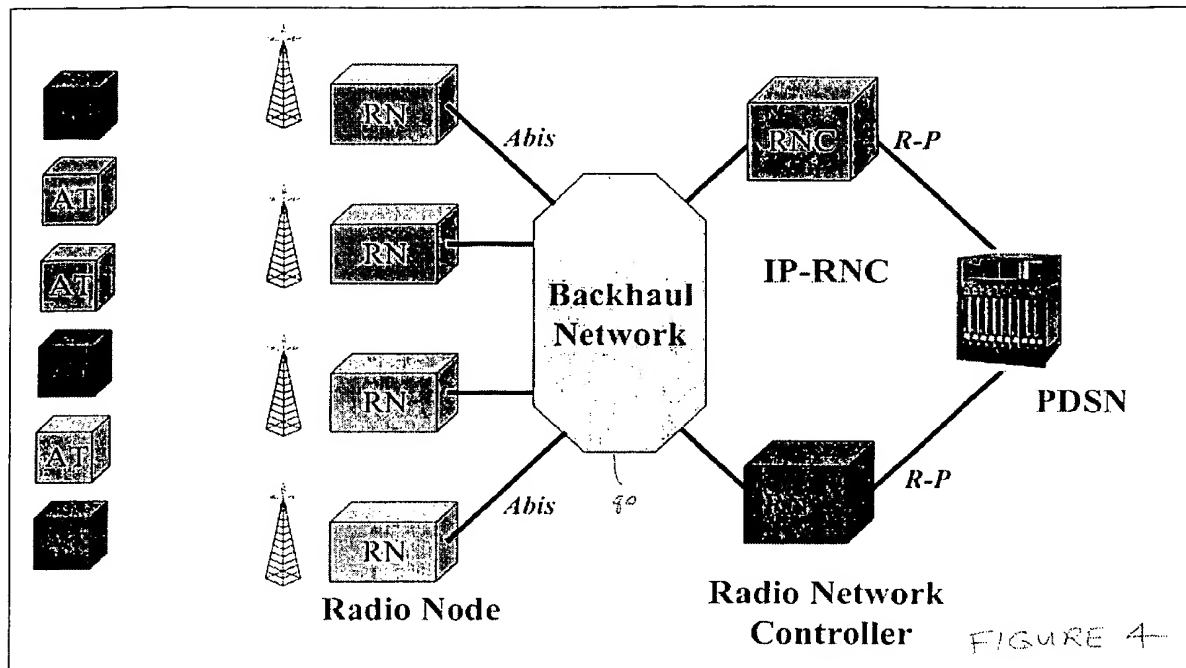 RN
Abis
RNC
R-P
AT
RN
IP-RNC
AT
Backhaul
Network
PDSN
RN
AT
R-P
Abis
90
RN
Radio Node
Radio Network
Controller
FIGURE 4